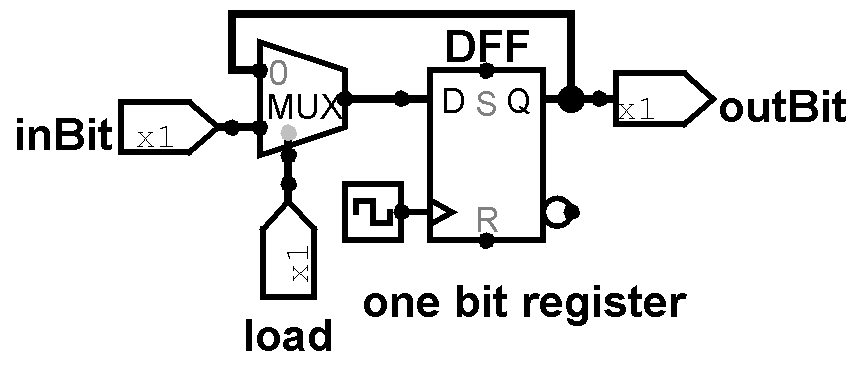 DFF
0
MUX
D S Q
inBit
x1
x1
outBit
R
x1
one bit register
load